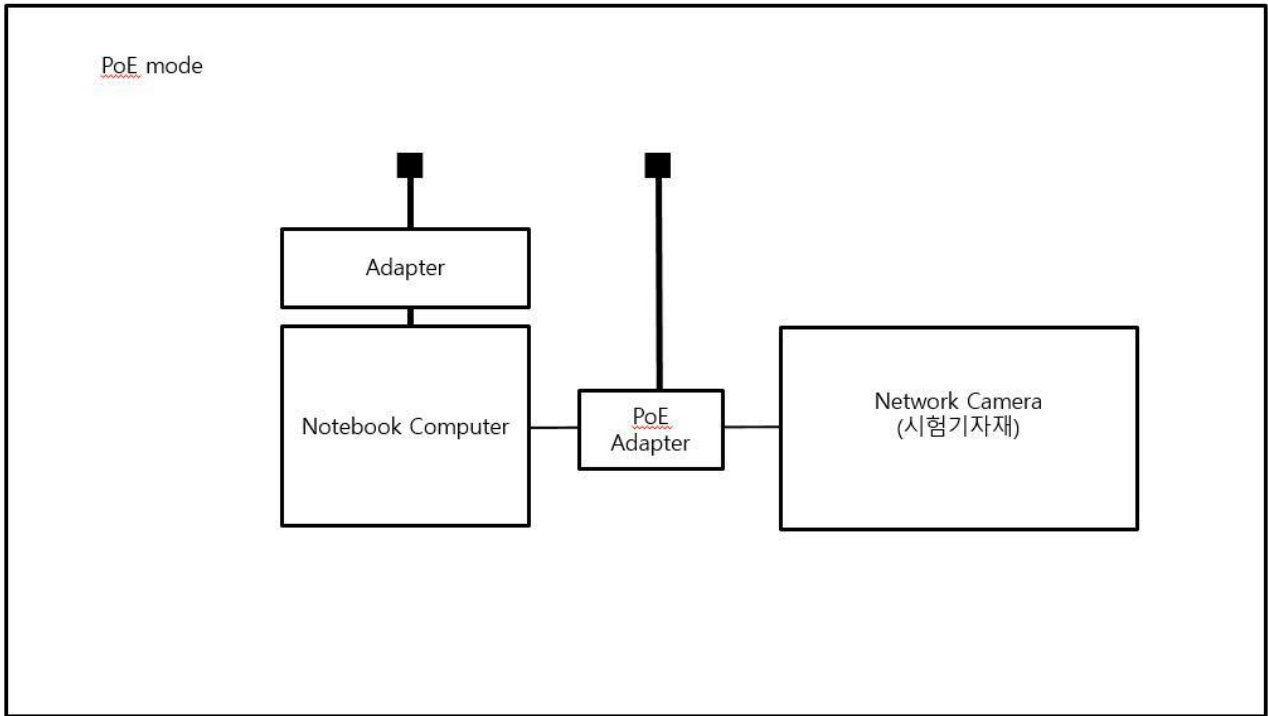 PoE mode
Adapter
Notebook Computer
PoE
Adapter
Network Camera
(시험기자재)